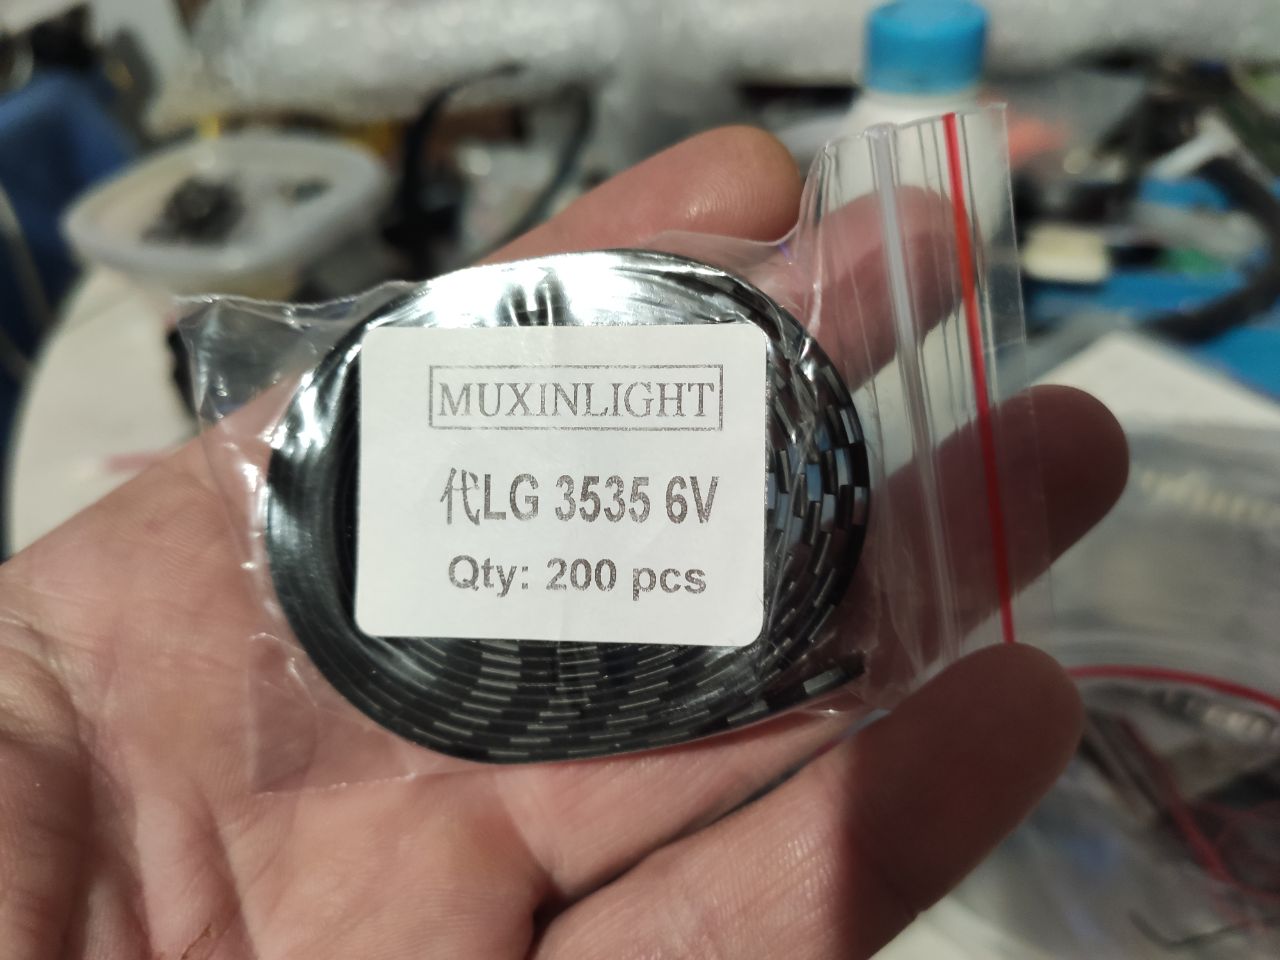 MUXINLIGHT
代LG 3535 6V
Qty: 200 pcs